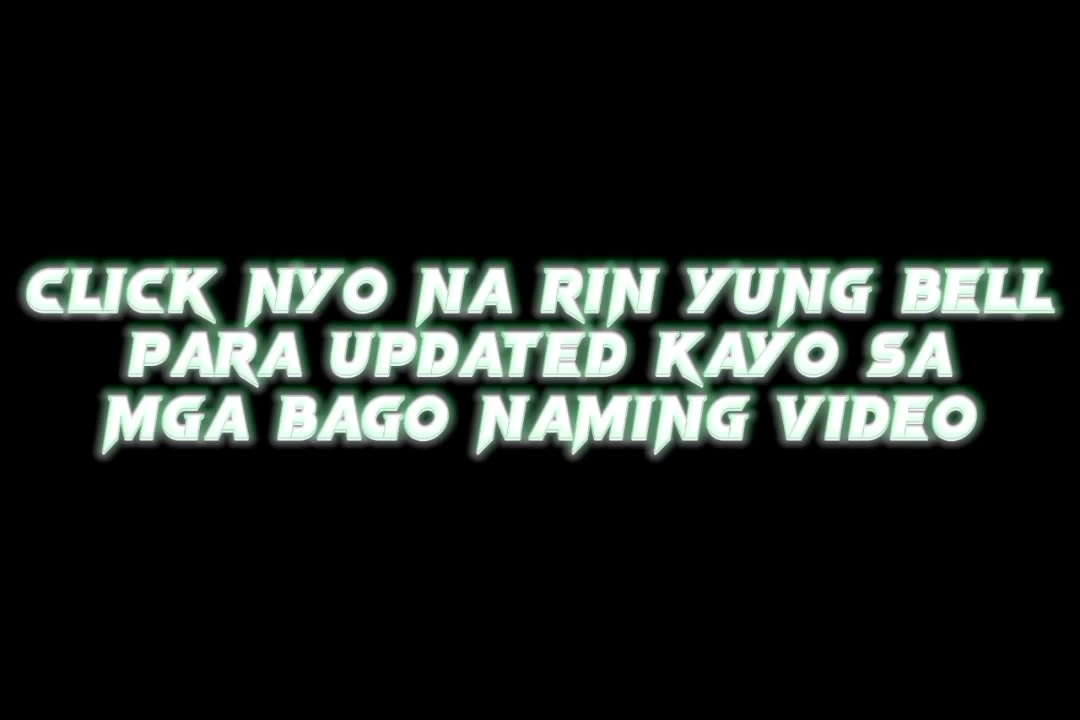 CLICK NYO NA RIN YUNG BELL
PARA UPDATED KAYO SA
MGA BAGO NAMING VIDEO